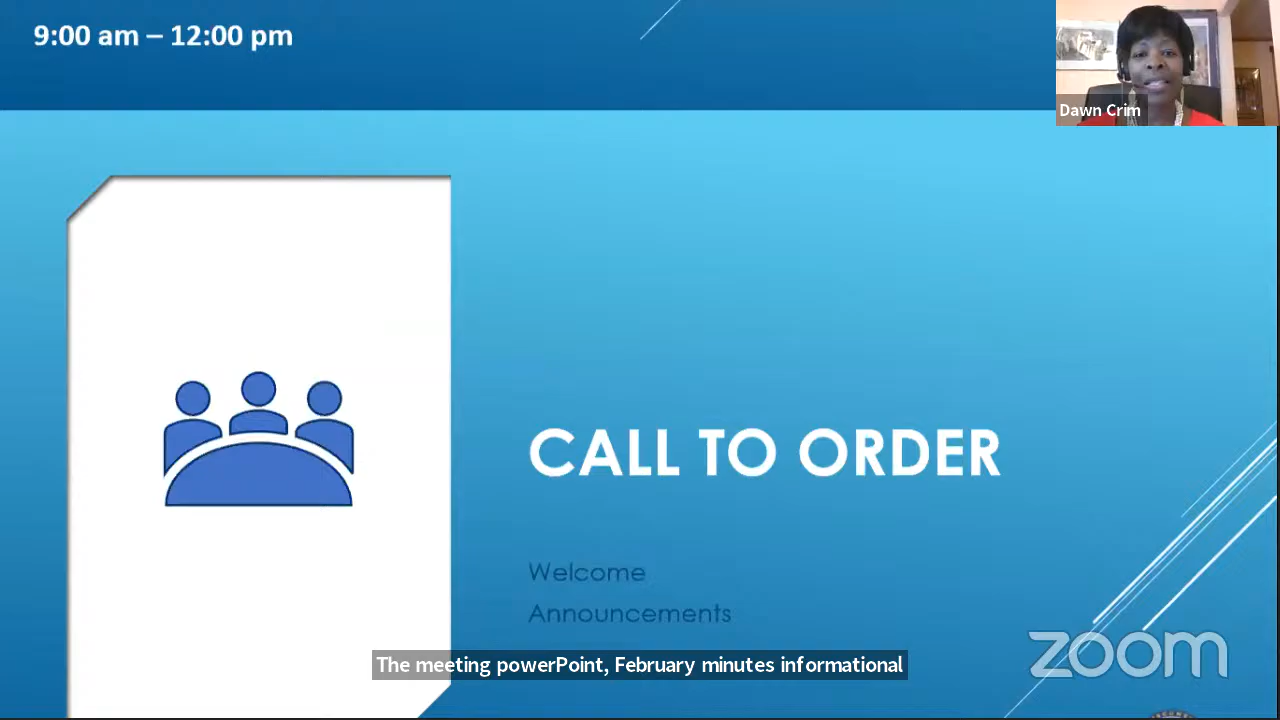 9:00 am – 12:00 pm
Dawn Crim
CALL TO ORDER
Welcome
Announcements
The meeting powerPoint, February minutes informational
zoom